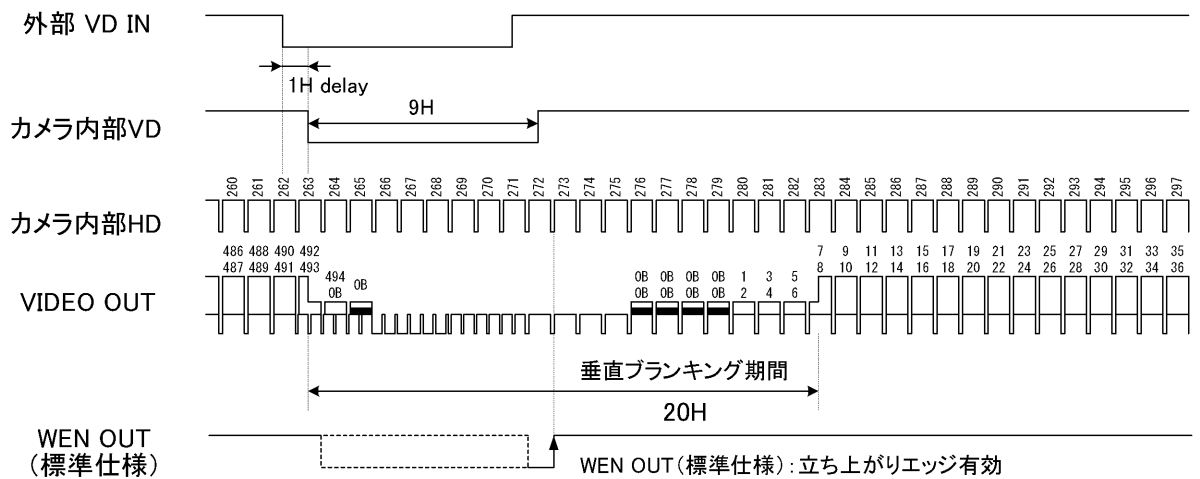 外部 VD IN
1H delay
カメラ内部VD
9H
カメラ内部HD
260 261 262 263 264 265 266 267 268 269 270 271 272 273 274 275 276 277 278 279 280 281 282 283 284 285 286 287 288 289 290 291 292 293 294 295 296 297
VIDEO OUT
486 488 490 492
487 489 491 493
494
OB OB
OB OB OB OB
OB OB OB OB
1 3 5
2 4 6
7 9 11 13 15 17 19 21 23 25 27 29 31 33 35
8 10 12 14 16 18 20 22 24 26 28 30 32 34 36
垂直ブランキング期間
20H
WEN OUT
(標準仕様)
WEN OUT(標準仕様):立ち上がりエッジ有効